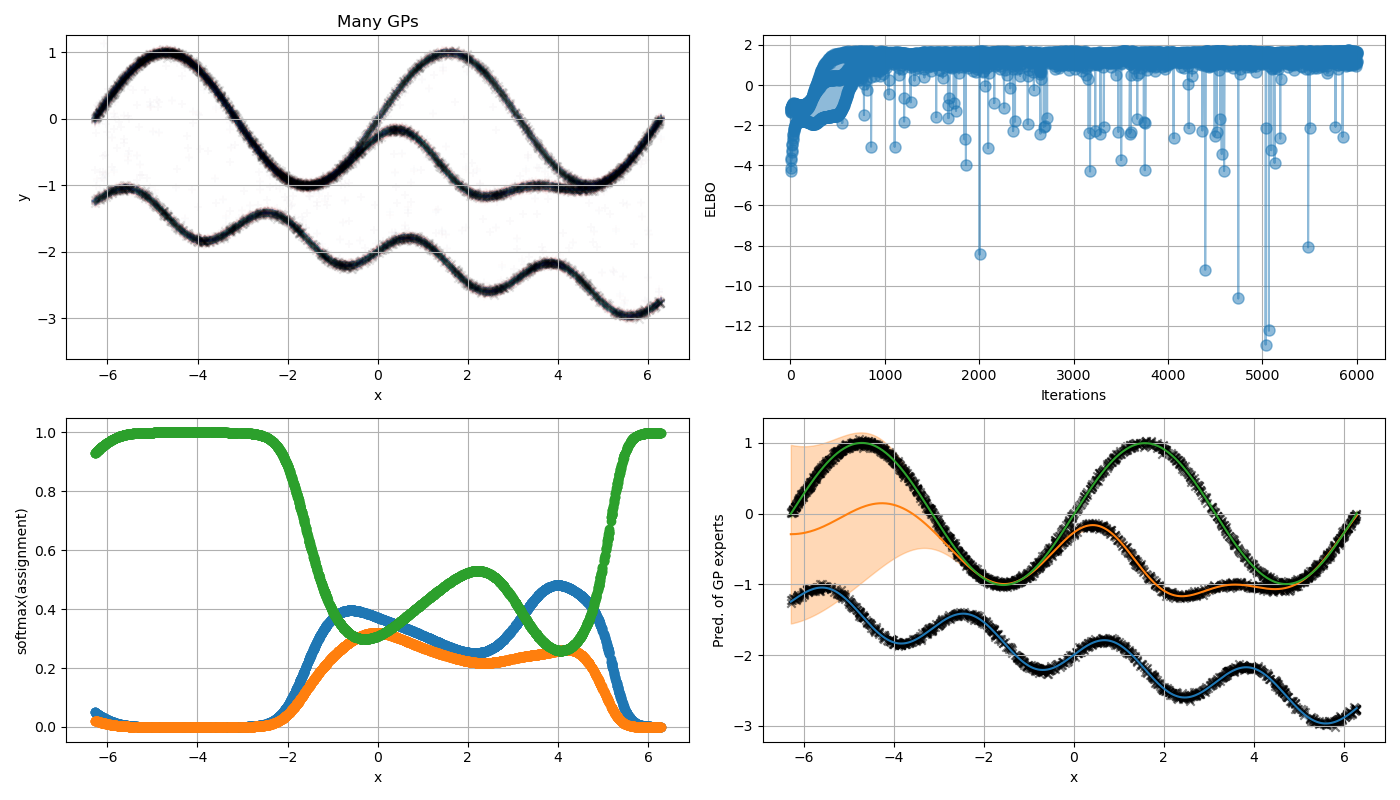 Many GPs
1
0
−1
−2
−3
y
−6 −4 −2 0 2 4 6
x
2
0
−2
−4
−6
−8
−10
−12
ELBO
0 1000 2000 3000 4000 5000 6000
Iterations
1.0
0.8
0.6
0.4
0.2
0.0
softmax(assignment)
−6 −4 −2 0 2 4 6
x
1
0
−1
−2
−3
Pred. of GP experts
−6 −4 −2 0 2 4 6
x